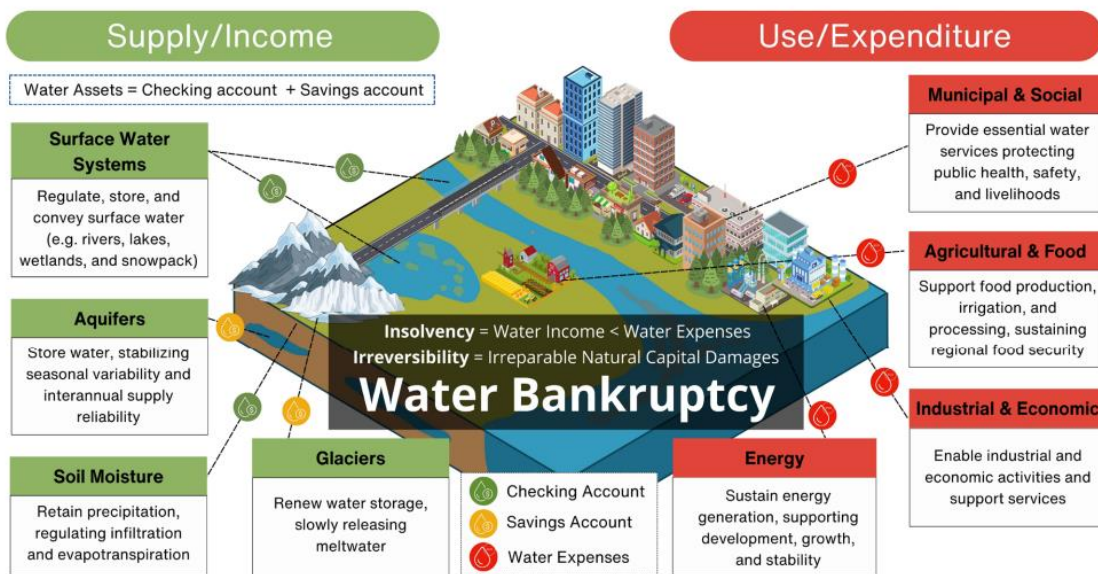 Supply/Income
Use/Expenditure
Water Assets = Checking account + Savings account
Surface Water
Systems
Regulate, store, and
convey surface water
(e.g. rivers, lakes,
wetlands, and snowpack)
Aquifers
Store water, stabilizing
seasonal variability and
interannual supply
reliability
Soil Moisture
Retain precipitation,
regulating infiltration
and evapotranspiration
Glaciers
Renew water storage,
slowly releasing
meltwater
Insolvency = Water Income < Water Expenses
Irreversibility = Irreparable Natural Capital Damages
Water Bankruptcy
Checking Account
Savings Account
Water Expenses
Municipal & Social
Provide essential water
services protecting
public health, safety,
and livelihoods
Agricultural & Food
Support food production,
irrigation, and
processing, sustaining
regional food security
Industrial & Economic
Enable industrial and
economic activities and
support services
Energy
Sustain energy
generation, supporting
development, growth,
and stability